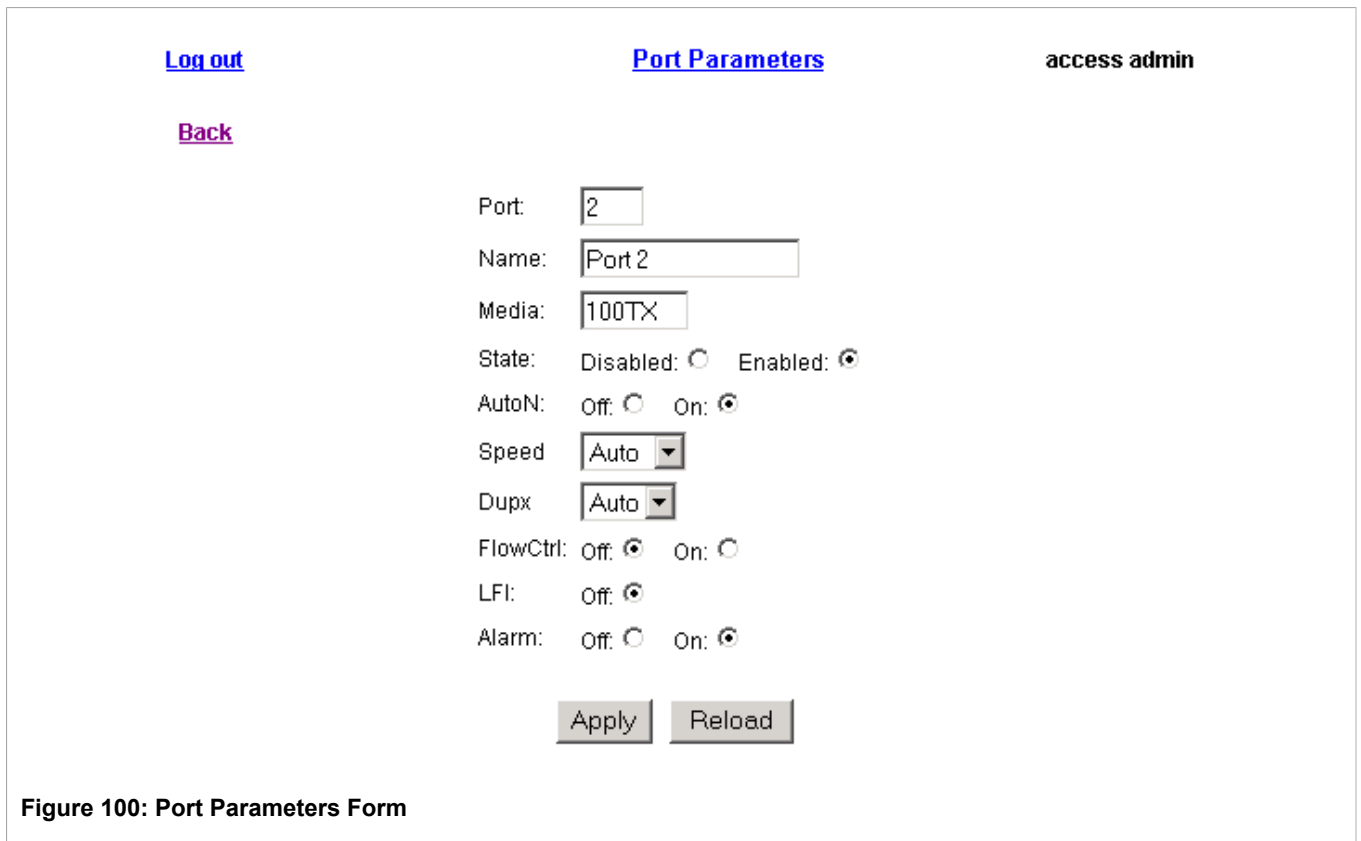 Log out Port Parameters access admin
Back
Port: 2
Name: Port 2
Media: 100TX
State: Disabled: Enabled:
AutoN: Off: On:
Speed Auto
Dupx Auto
FlowCtrl: Off: On:
LFI: Off:
Alarm: Off: On:
Apply Reload
Figure 100: Port Parameters Form